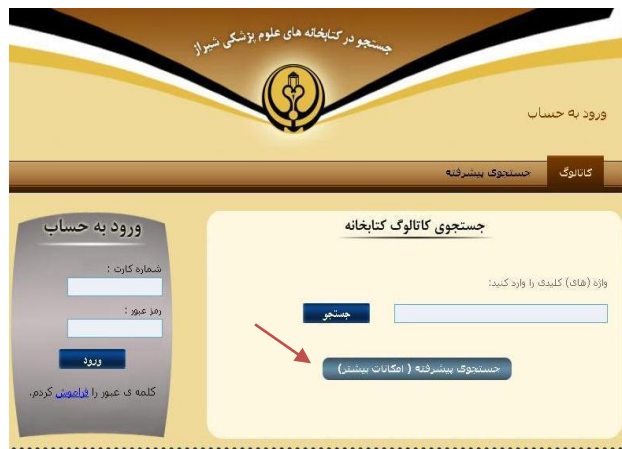 جستجو در کتابخانه های علوم پزشکی شیراز
ورود به حساب
کاتالوگ
جستجوی پیشرفته
جستجوی کاتالوگ کتابخانه
واژه (های) کلیدی را وارد کنید:
جستجو
جستجوی پیشرفته ( امکانات بیشتر)
ورود به حساب
شماره کارت :
رمز عبور :
ورود
کلمه ی عبور را فراموش کردم.